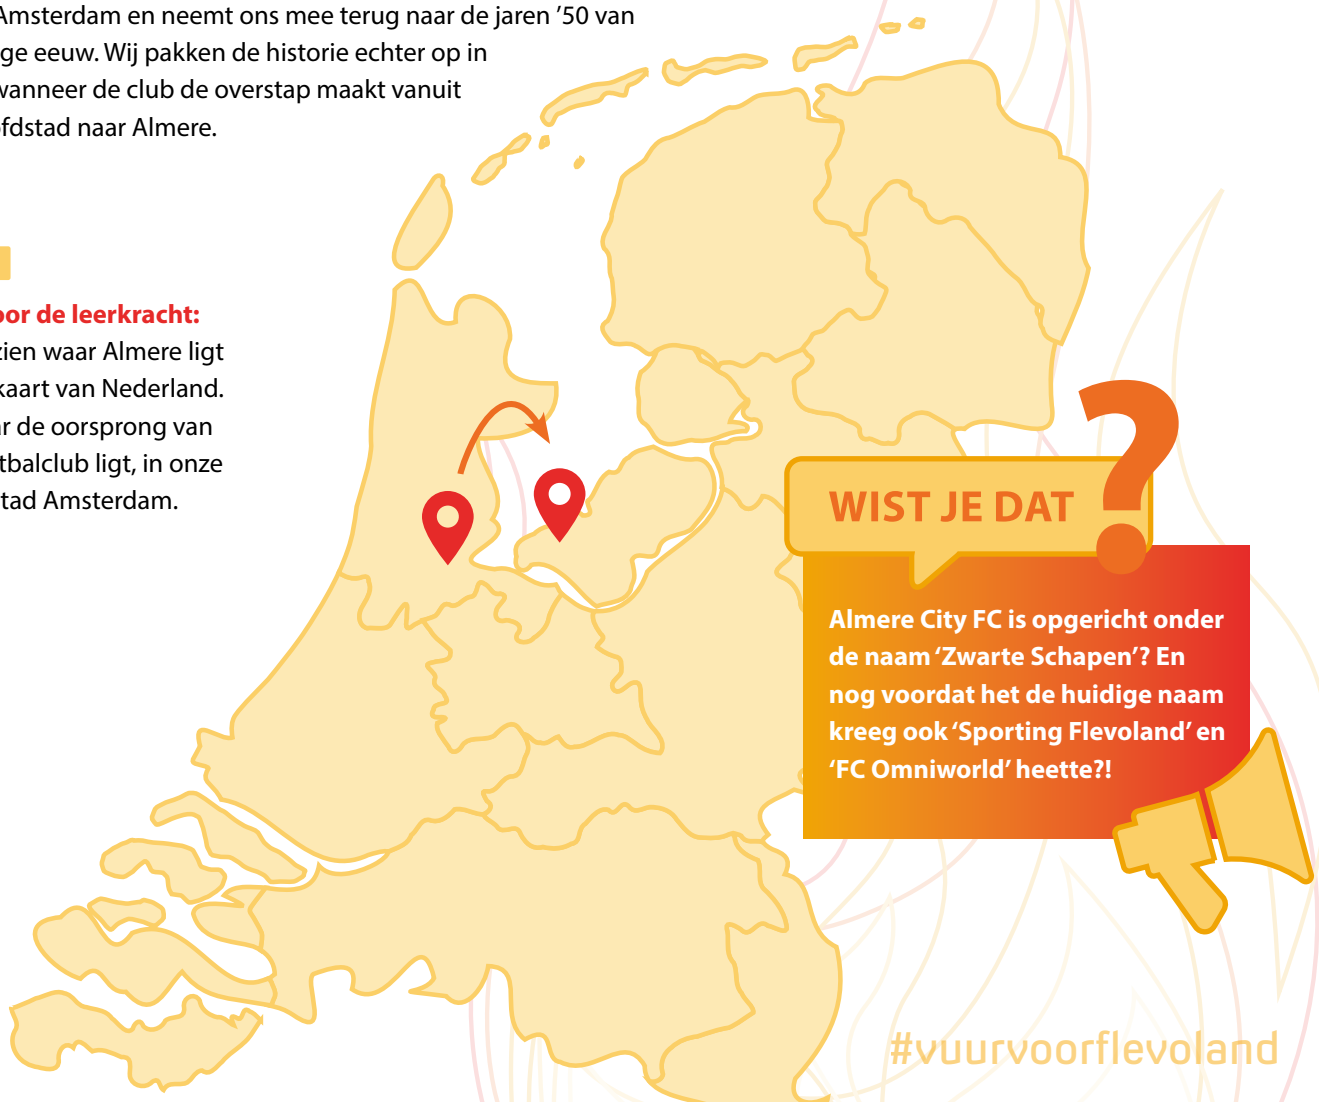 Amsterdam en neemt ons mee terug naar de jaren ’50 van
ge eeuw. Wij pakken de historie echter op in
wanneer de club de overstap maakt vanuit
fdstad naar Almere.
oor de leerkracht:
zien waar Almere ligt
kaart van Nederland.
r de oorsprong van
tbalclub ligt, in onze
tad Amsterdam.
WIST JE DAT ?
Almere City FC is opgericht onder
de naam ‘Zwarte Schapen’? En
nog voordat het de huidige naam
kreeg ook ‘Sporting Flevoland’ en
‘FC Omniworld’ heette?!
#vuurvoorflevoland